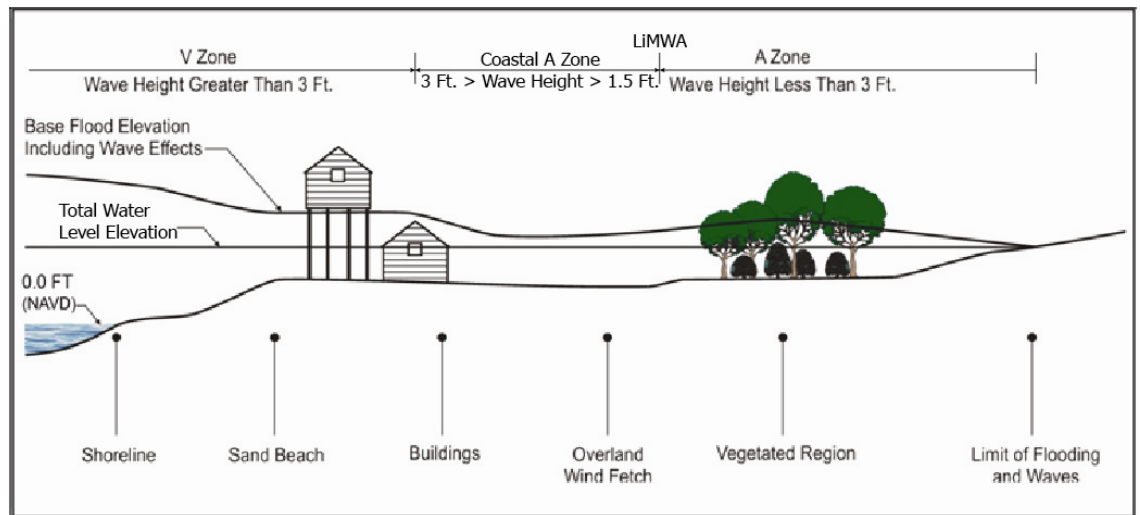 LiMWA
V Zone
Coastal A Zone
A Zone
Wave Height Greater Than 3 Ft.
3 Ft. > Wave Height > 1.5 Ft.
Wave Height Less Than 3 Ft.
Base Flood Elevation
Including Wave Effects
Total Water
Level Elevation
0.0 FT
(NAVD)
Shoreline
Sand Beach
Buildings
Overland
Wind Fetch
Vegetated Region
Limit of Flooding
and Waves